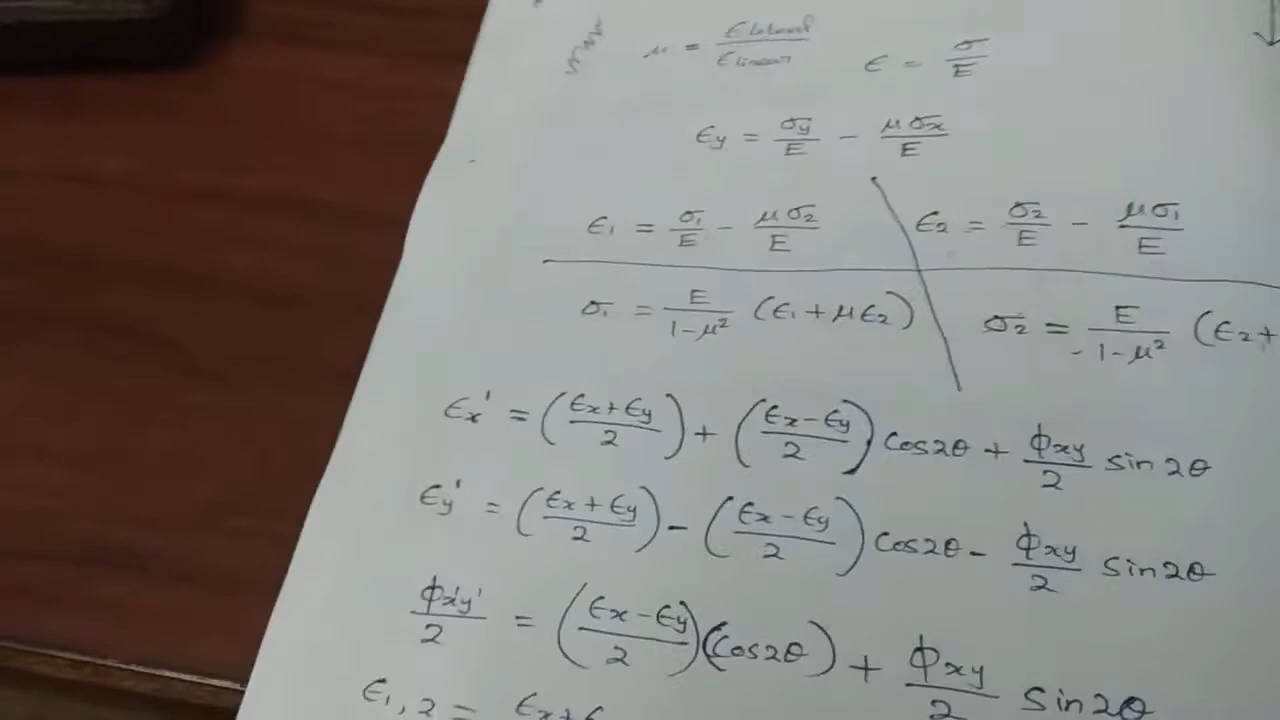 μ = ϵlateral/ϵlinear ϵ = σ/E
ϵy = σy/E - μσx/E
ϵ1 = σ1/E - μσ2/E ϵ2 = σ2/E - μσ1/E
σ1 = E/1-μ² (ϵ1+μϵ2) σ2 = E/1-μ² (ϵ2+
ϵx' = (ϵx+ϵy/2) + (ϵx-ϵy/2) cos2θ + ϕxy/2 sin2θ
ϵy' = (ϵx+ϵy/2) - (ϵx-ϵy/2) cos2θ - ϕxy/2 sin2θ
ϕx'y'/2 = (ϵx-ϵy/2)(cos2θ) + ϕxy/2 sin2θ
ϵ1,2 = ϵx+ϵ